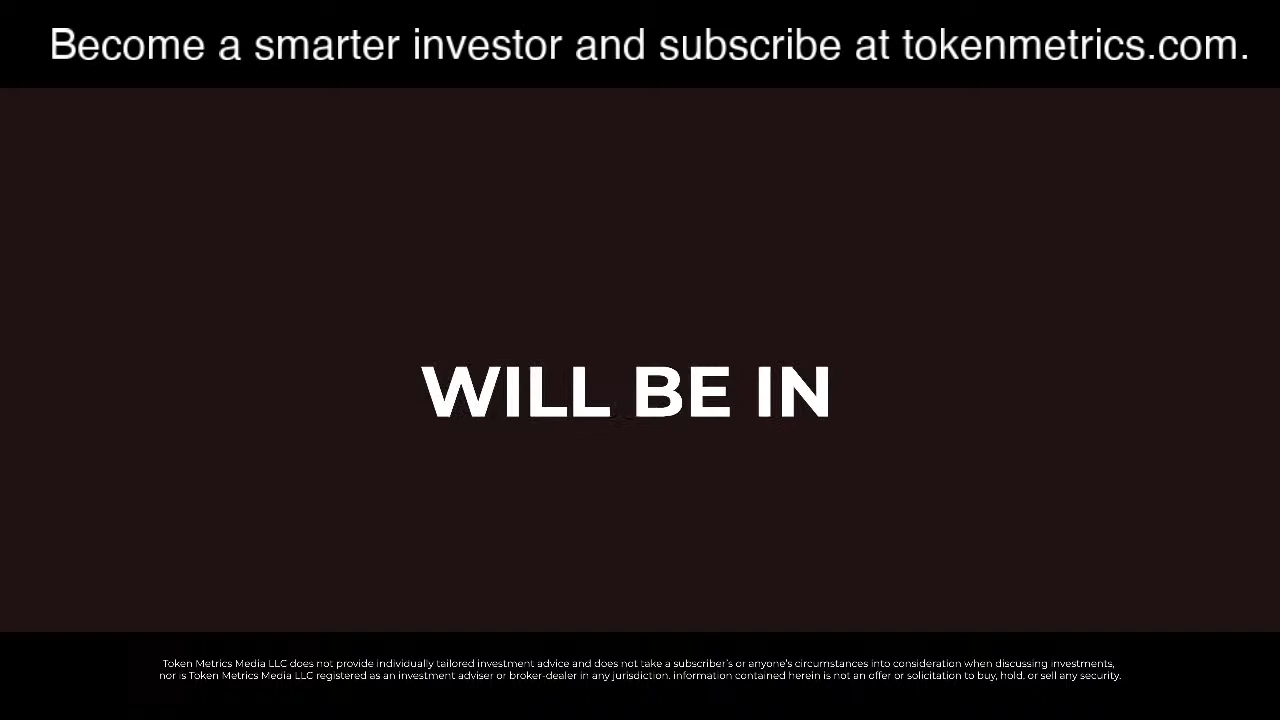 Become a smarter investor and subscribe at tokenmetrics.com.
WILL BE IN
Token Metrics Media LLC does not provide individually tailored investment advice and does not take a subscriber's or anyone's circumstances into consideration when discussing investments,
nor is Token Metrics Media LLC registered as an investment adviser or broker-dealer in any jurisdiction. information contained herein is not an offer or solicitation to buy, hold, or sell any security.